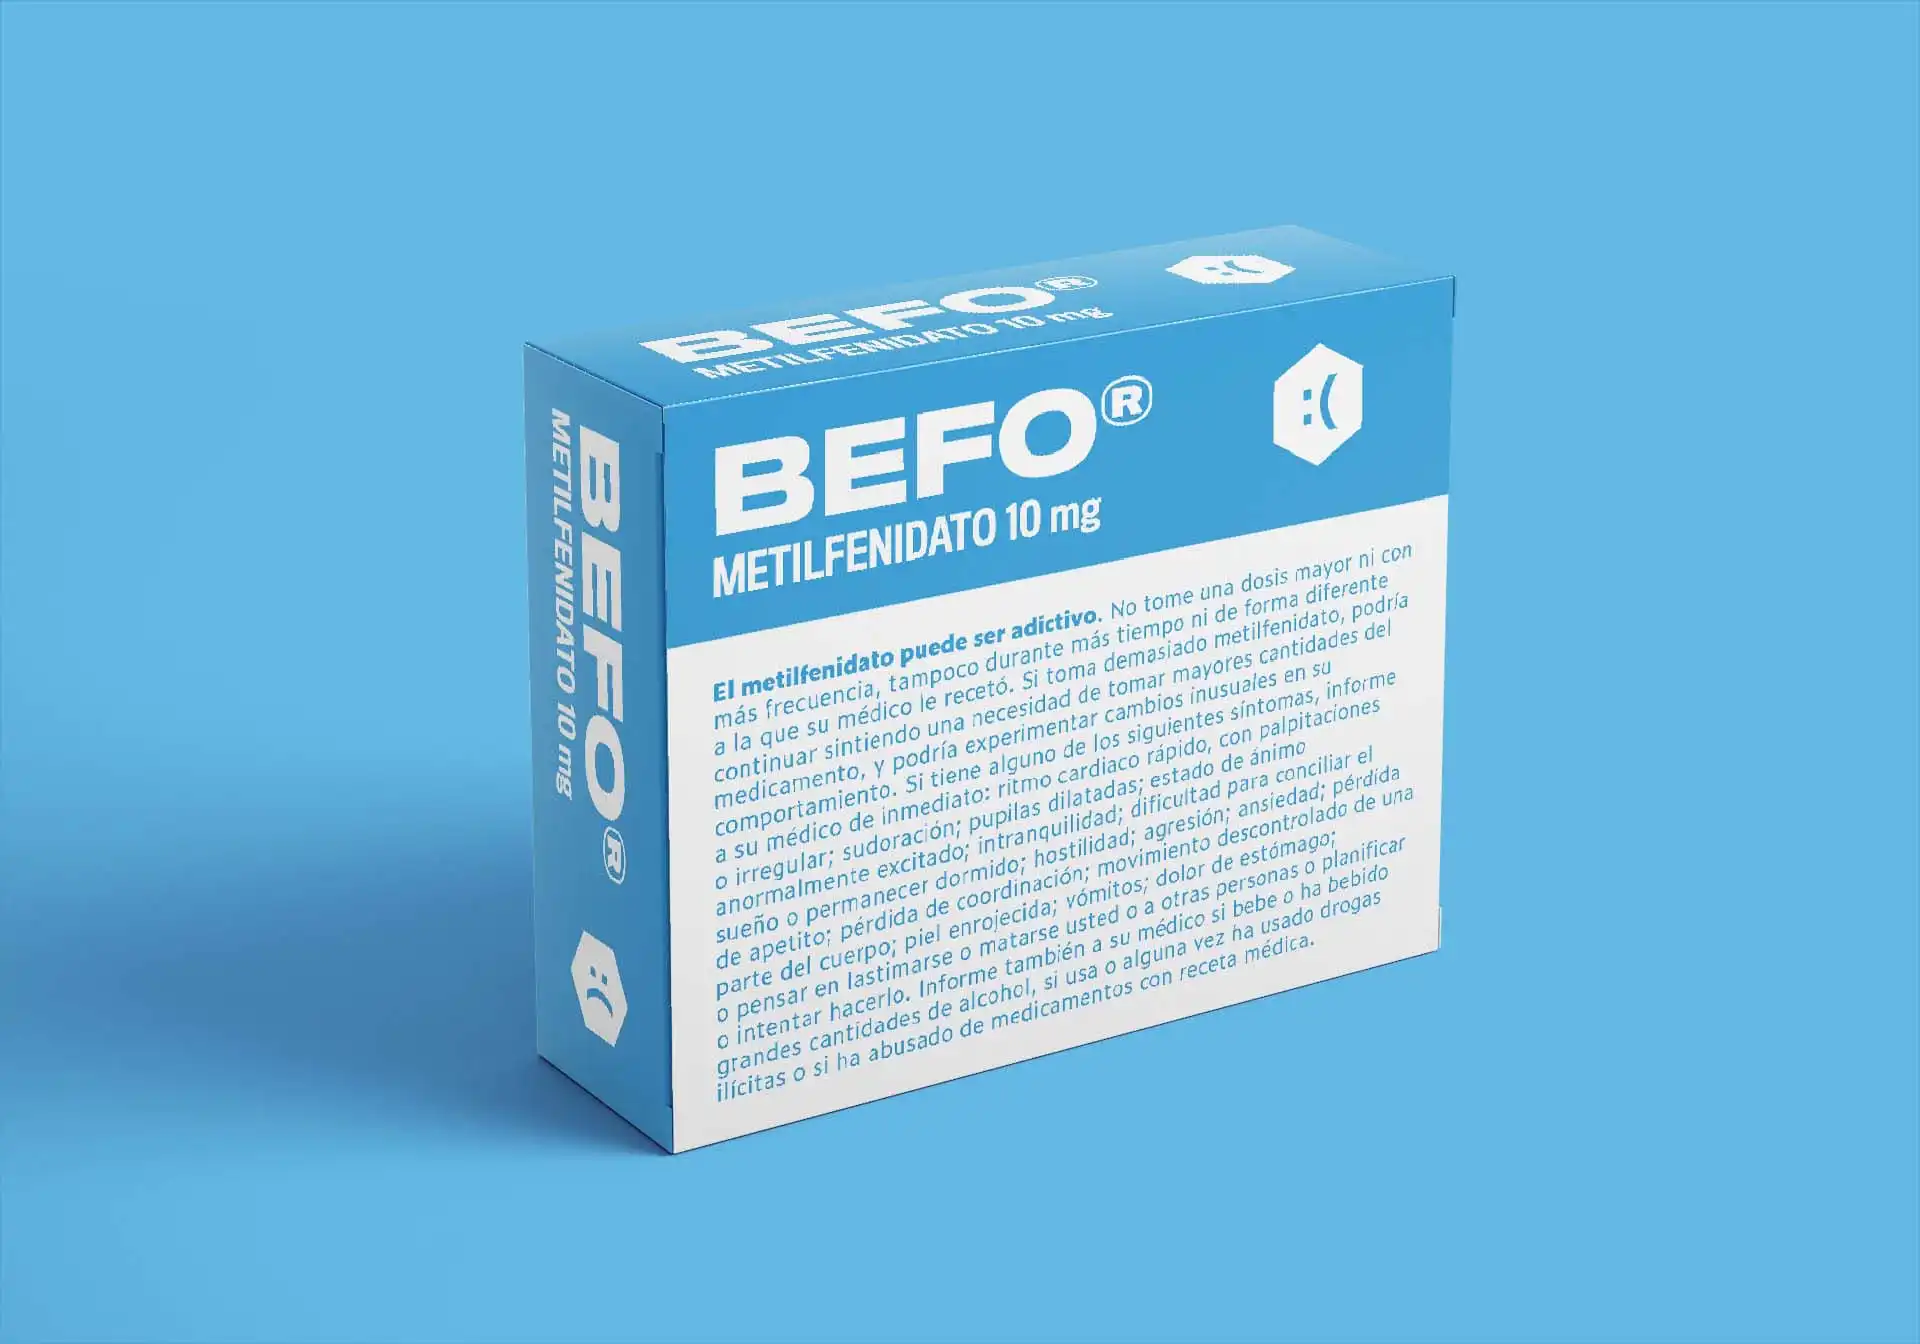 BEFO®
METILFENIDATO 10 mg
:(
BEFO®
METILFENIDATO 10 mg
:(
BEFO®
METILFENIDATO 10 mg
:(
El metilfenidato puede ser adictivo. No tome una dosis mayor ni con
más frecuencia, tampoco durante más tiempo ni de forma diferente
a la que su médico le recetó. Si toma demasiado metilfenidato, podría
continuar sintiendo una necesidad de tomar mayores cantidades del
medicamento, y podría experimentar cambios inusuales en su
comportamiento. Si tiene alguno de los siguientes síntomas, informe
a su médico de inmediato: ritmo cardiaco rápido, con palpitaciones
o irregular; sudoración; pupilas dilatadas; estado de ánimo
anormalmente excitado; intranquilidad; dificultad para conciliar el
sueño o permanecer dormido; hostilidad; agresión; ansiedad; pérdida
de apetito; pérdida de coordinación; movimiento descontrolado de una
parte del cuerpo; piel enrojecida; vómitos; dolor de estómago;
o pensar en lastimarse o matarse usted o a otras personas o planificar
o intentar hacerlo. Informe también a su médico si bebe o ha bebido
grandes cantidades de alcohol, si usa o alguna vez ha usado drogas
ilícitas o si ha abusado de medicamentos con receta médica.